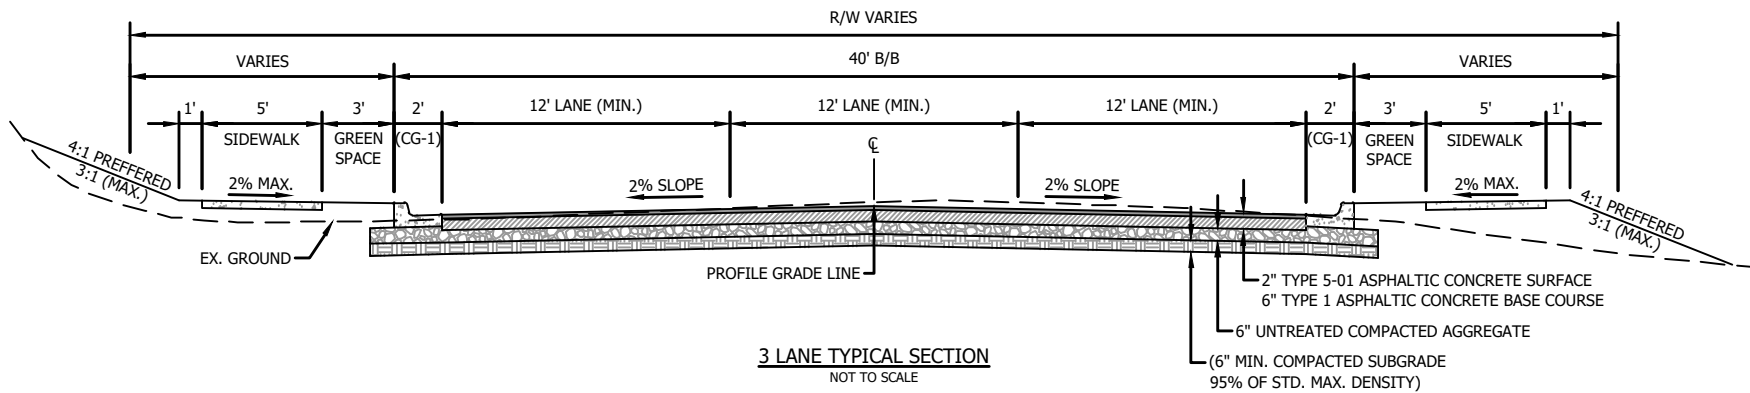 R/W VARIES
VARIES
40' B/B
VARIES
1'
5'
3'
2'
12' LANE (MIN.)
12' LANE (MIN.)
12' LANE (MIN.)
2'
3'
5'
1'
SIDEWALK
GREEN
SPACE
(CG-1)
(CG-1)
GREEN
SPACE
SIDEWALK
℄
4:1 PREFFERED
3:1 (MAX.)
2% MAX.
2% SLOPE
2% SLOPE
2% MAX.
4:1 PREFFERED
3:1 (MAX.)
EX. GROUND
PROFILE GRADE LINE
2" TYPE 5-01 ASPHALTIC CONCRETE SURFACE
6" TYPE 1 ASPHALTIC CONCRETE BASE COURSE
6" UNTREATED COMPACTED AGGREGATE
(6" MIN. COMPACTED SUBGRADE
95% OF STD. MAX. DENSITY)
3 LANE TYPICAL SECTION
NOT TO SCALE